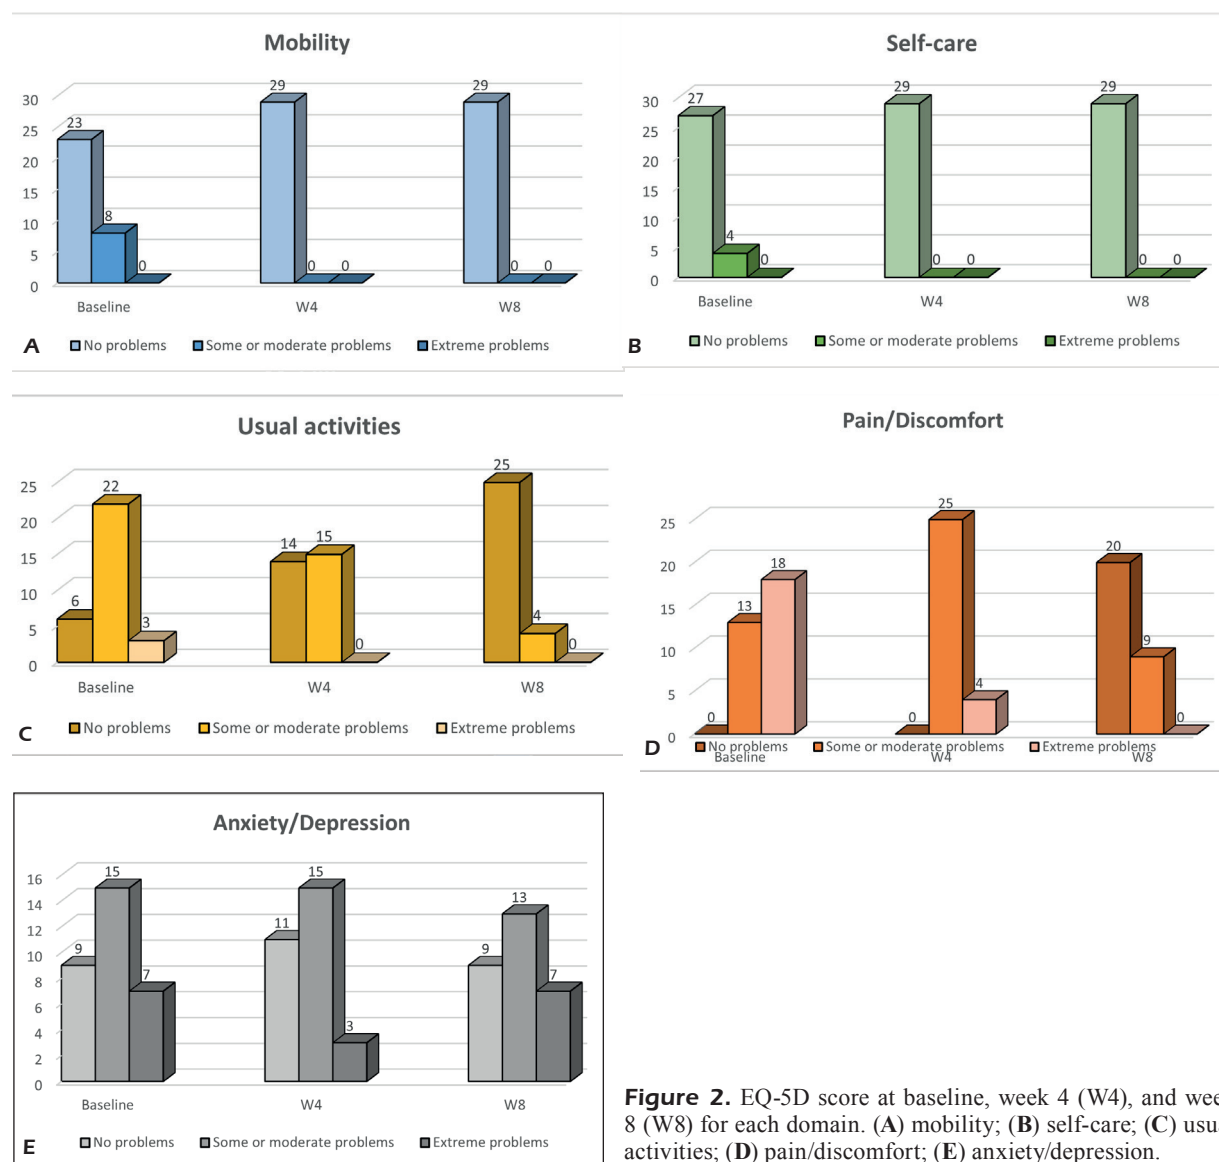 Mobility
30
25
20
15
10
5
0
23
8
0
29
0
0
29
0
0
Baseline
W4
W8
A
No problems
Some or moderate problems
Extreme problems
Self-care
30
25
20
15
10
5
0
27
4
0
29
0
0
29
0
0
Baseline
W4
W8
B
No problems
Some or moderate problems
Extreme problems
Usual activities
25
20
15
10
5
0
6
22
3
14
15
0
25
4
0
Baseline
W4
W8
C
No problems
Some or moderate problems
Extreme problems
Pain/Discomfort
25
20
15
10
5
0
0
13
18
0
25
4
20
9
0
D
No problems
Some or moderate problems
Extreme problems
Baseline
W4
W8
Anxiety/Depression
16
14
12
10
8
6
4
2
0
9
15
7
11
15
3
9
13
7
Baseline
W4
W8
E
No problems
Some or moderate problems
Extreme problems
Figure 2. EQ-5D score at baseline, week 4 (W4), and wee
8 (W8) for each domain. (A) mobility; (B) self-care; (C) usua
activities; (D) pain/discomfort; (E) anxiety/depression.